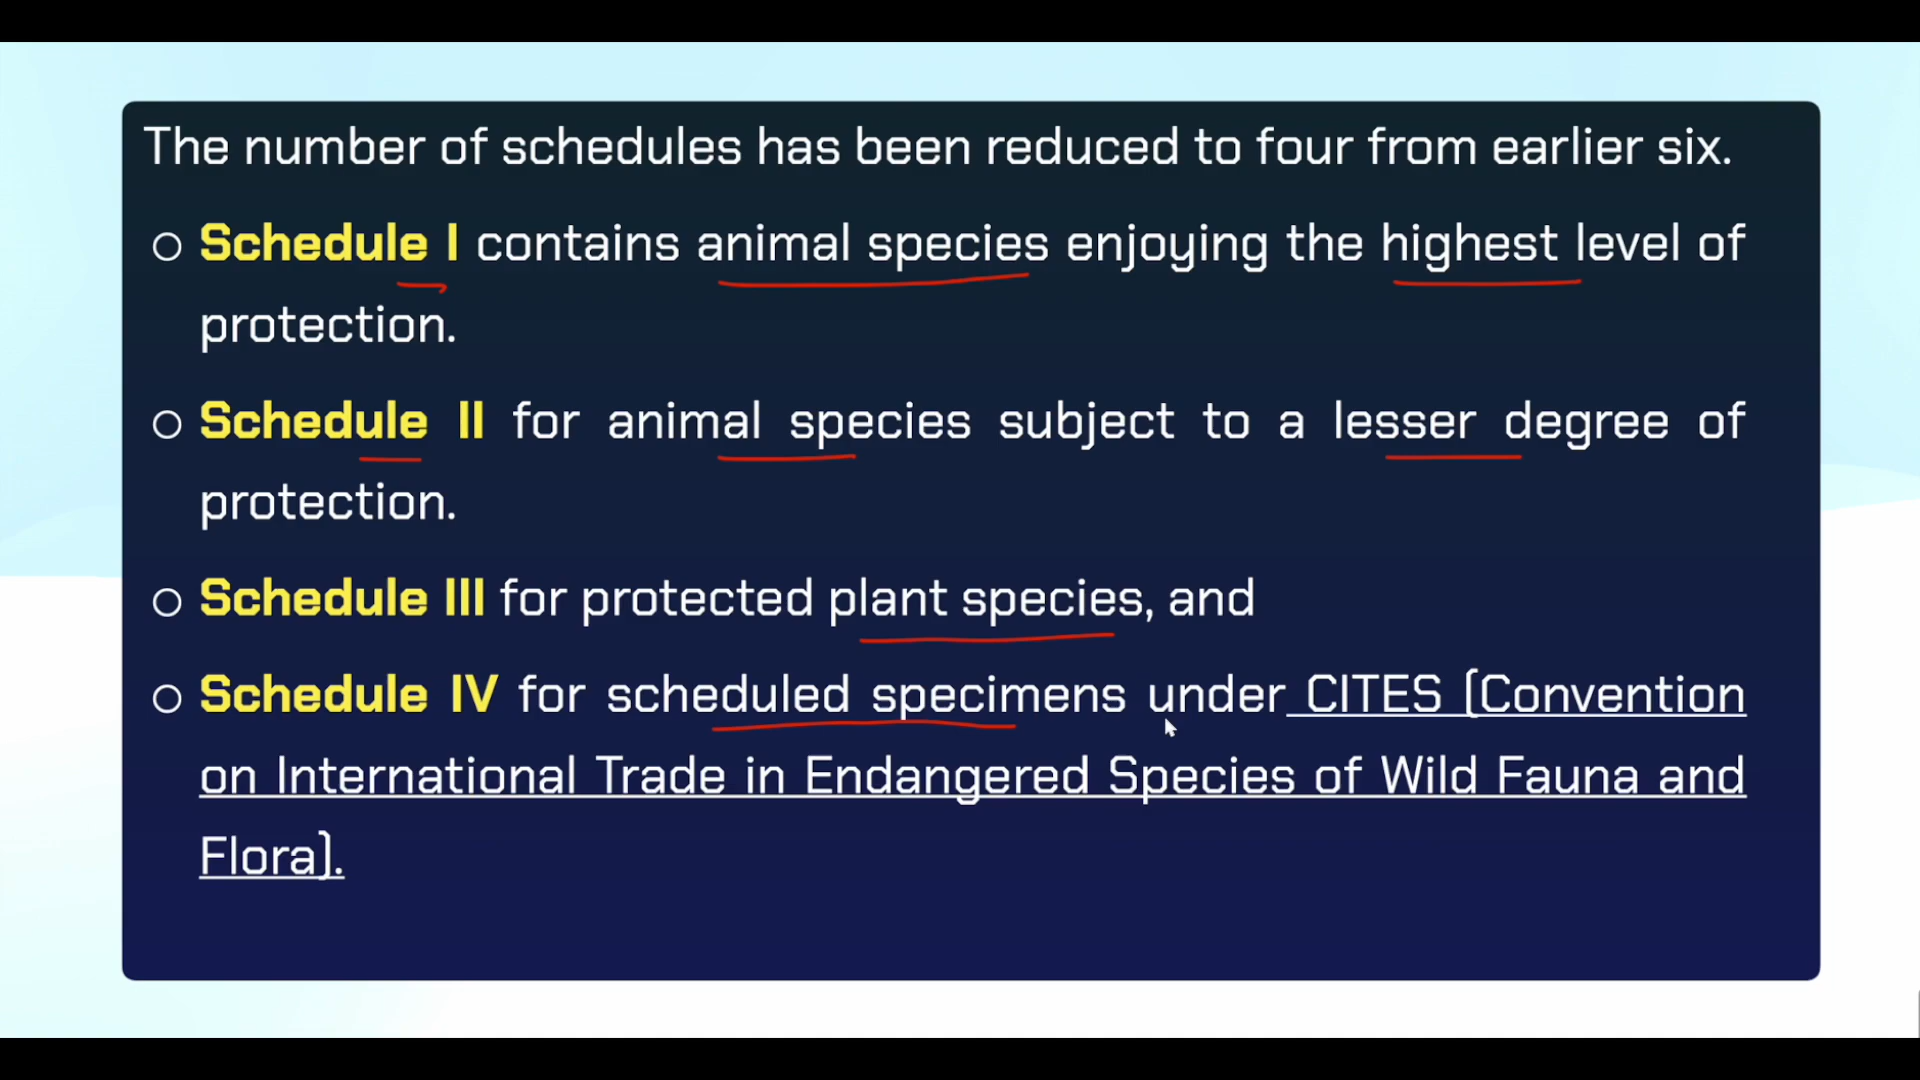 The number of schedules has been reduced to four from earlier six.
Schedule I contains animal species enjoying the highest level of
protection.
Schedule II for animal species subject to a lesser degree of
protection.
Schedule III for protected plant species, and
Schedule IV for scheduled specimens under CITES (Convention
on International Trade in Endangered Species of Wild Fauna and
Flora).